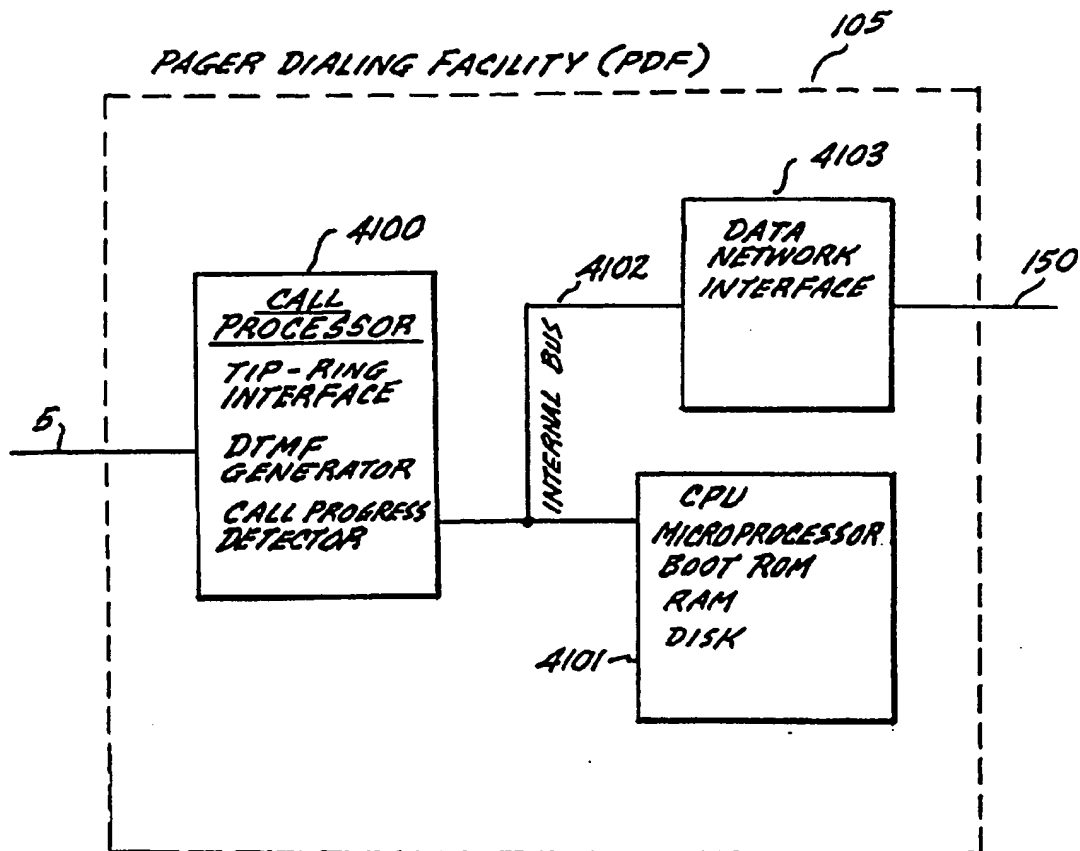 105
PAGER DIALING FACILITY (PDF)
4103
DATA
NETWORK
INTERFACE
4100
4102
150
CALL
PROCESSOR
TIP-RING
INTERFACE
DTMF
GENERATOR
CALL PROGRESS
DETECTOR
INTERNAL BUS
5
CPU
MICROPROCESSOR
BOOT ROM
RAM
DISK
4101